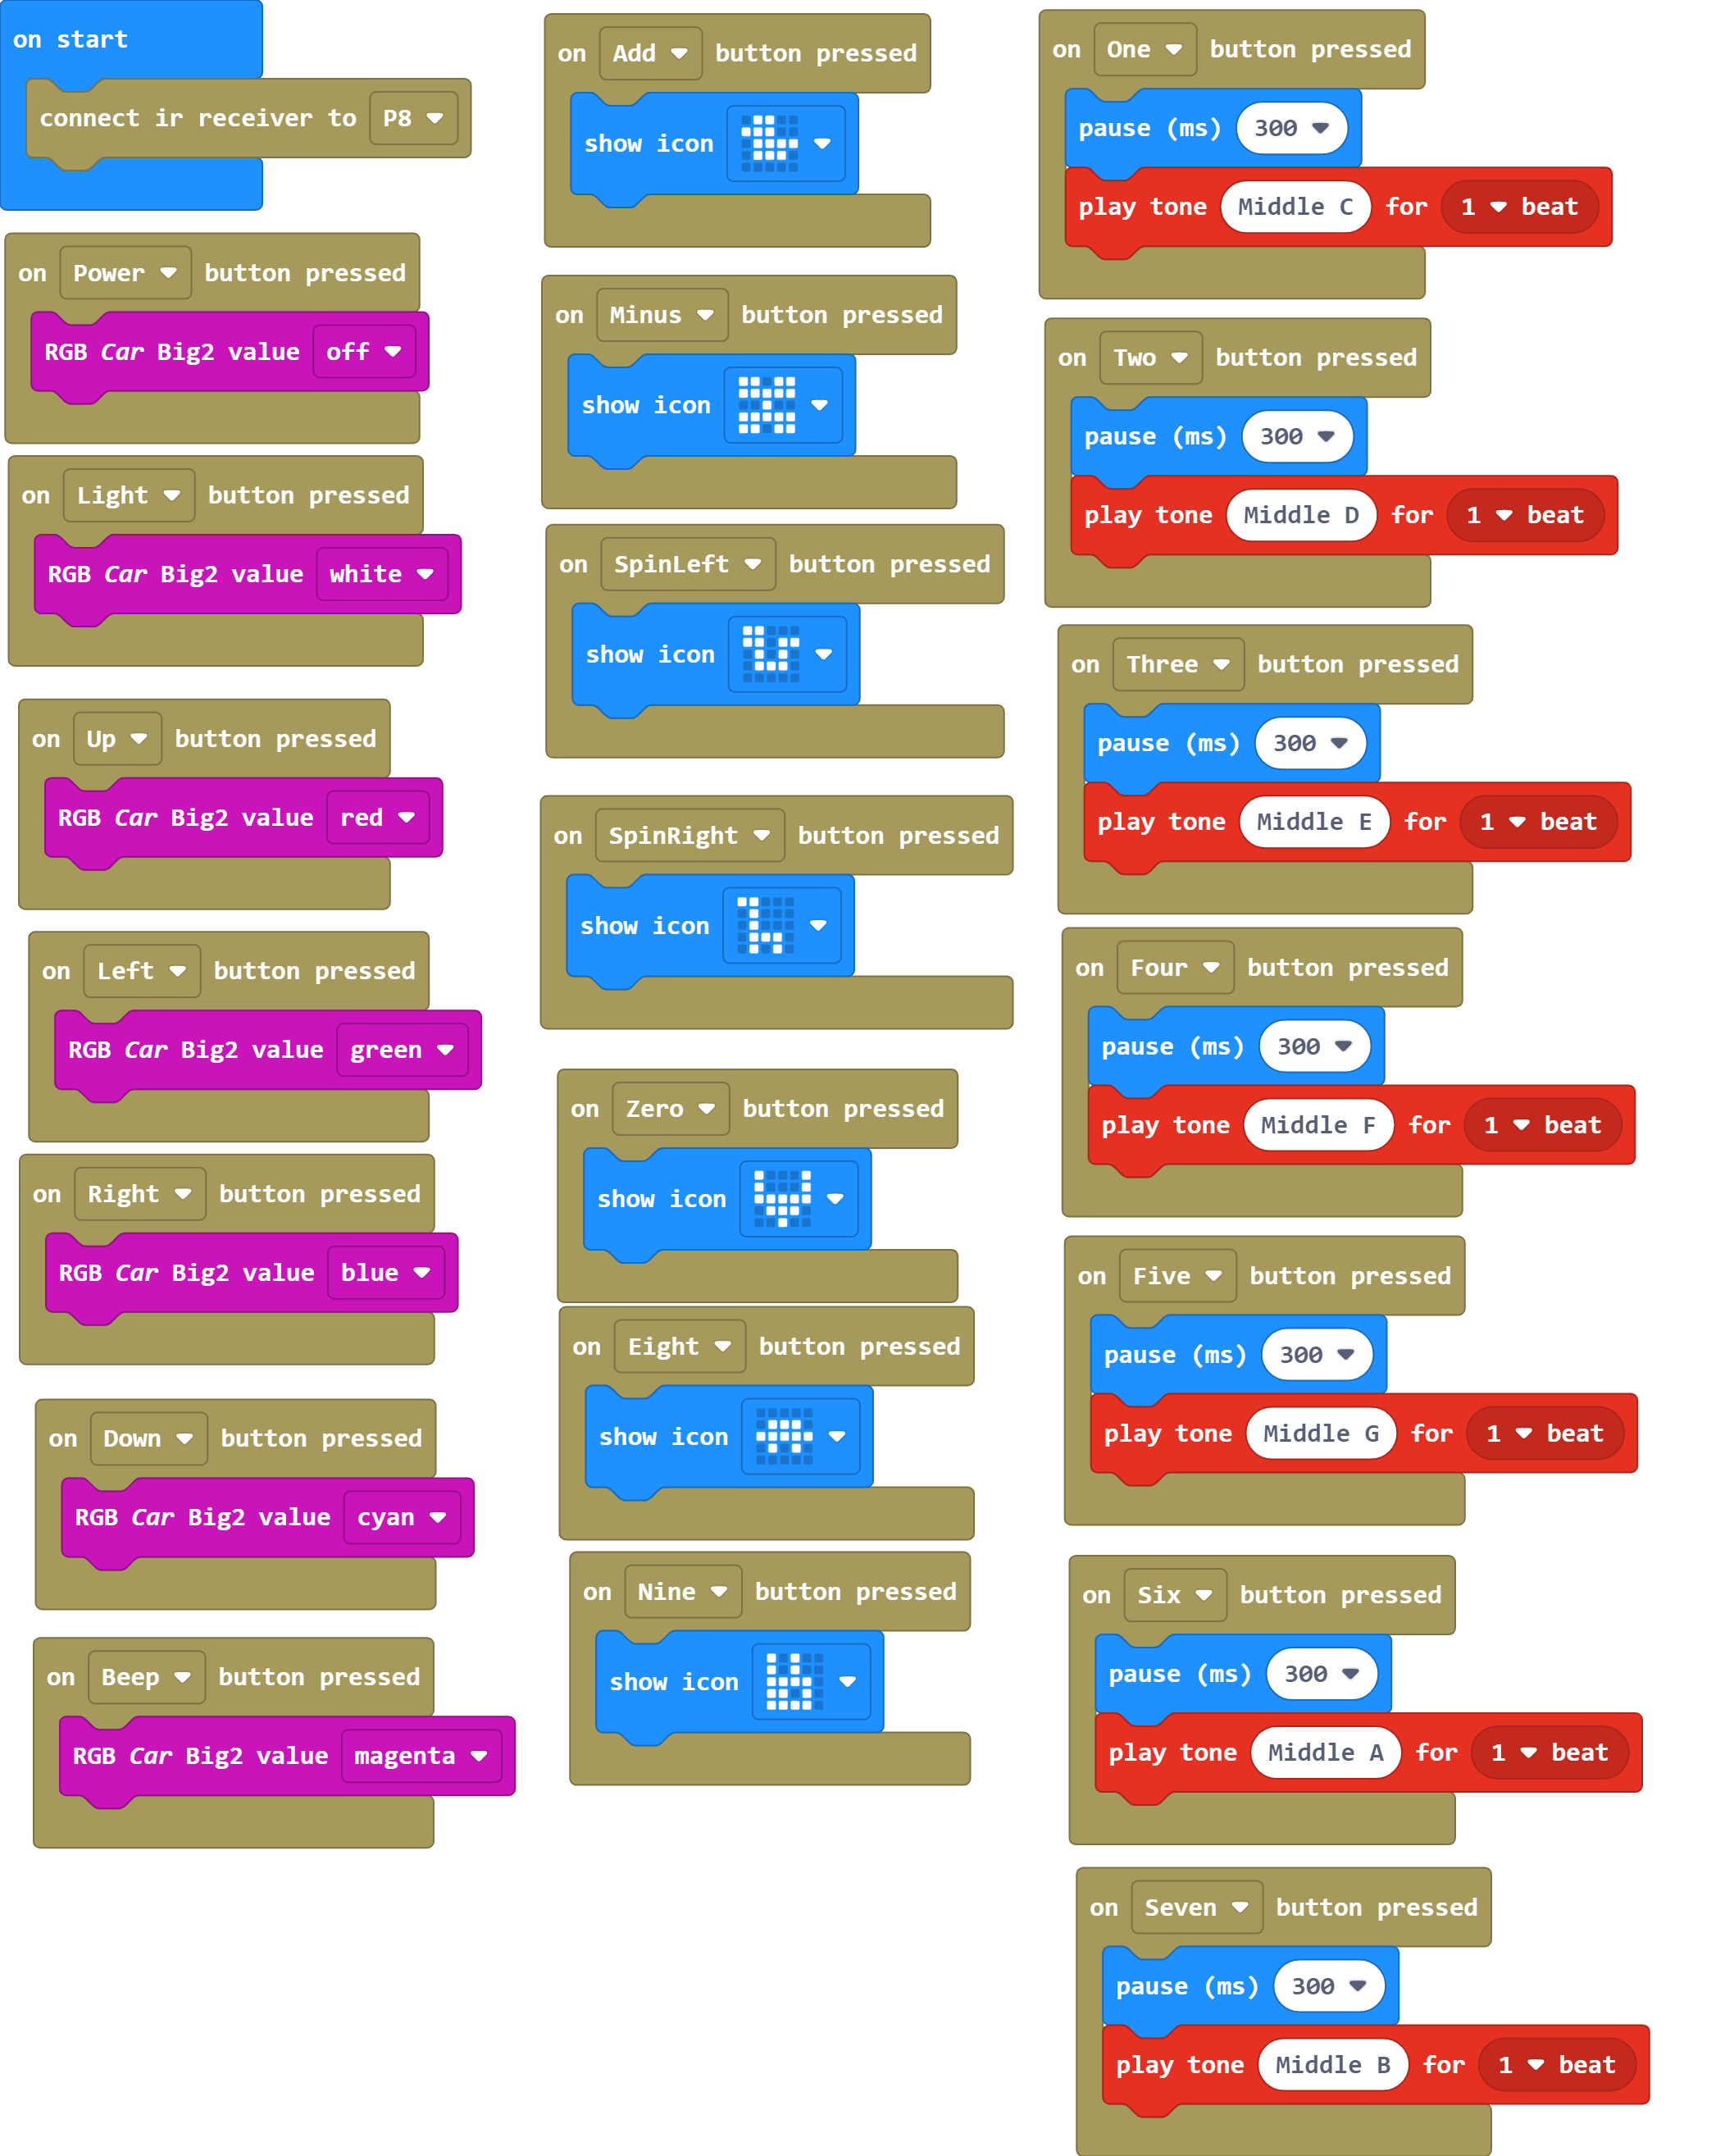 on start
connect ir receiver to P8
on Power button pressed
RGB Car Big2 value off
on Light button pressed
RGB Car Big2 value white
on Up button pressed
RGB Car Big2 value red
on Left button pressed
RGB Car Big2 value green
on Right button pressed
RGB Car Big2 value blue
on Down button pressed
RGB Car Big2 value cyan
on Beep button pressed
RGB Car Big2 value magenta
on Add button pressed
show icon
on Minus button pressed
show icon
on SpinLeft button pressed
show icon
on SpinRight button pressed
show icon
on Zero button pressed
show icon
on Eight button pressed
show icon
on Nine button pressed
show icon
on One button pressed
pause (ms) 300
play tone Middle C for 1 beat
on Two button pressed
pause (ms) 300
play tone Middle D for 1 beat
on Three button pressed
pause (ms) 300
play tone Middle E for 1 beat
on Four button pressed
pause (ms) 300
play tone Middle F for 1 beat
on Five button pressed
pause (ms) 300
play tone Middle G for 1 beat
on Six button pressed
pause (ms) 300
play tone Middle A for 1 beat
on Seven button pressed
pause (ms) 300
play tone Middle B for 1 beat